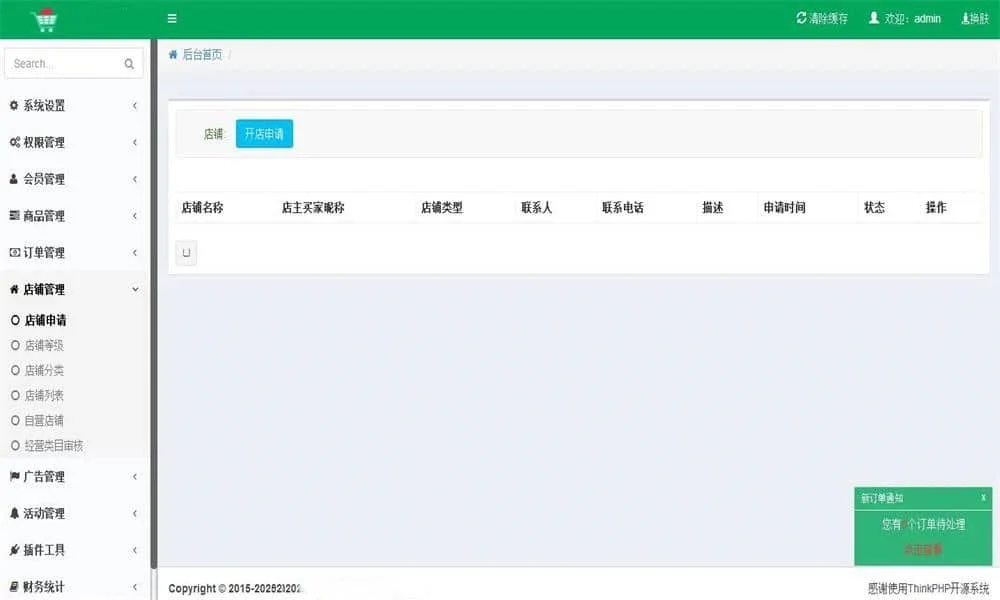 清除缓存 欢迎：admin 换肤
Search...
后台首页 /
系统设置
权限管理
会员管理
商品管理
订单管理
店铺管理
店铺申请
店铺等级
店铺分类
店铺列表
自营店铺
经营类目审核
广告管理
活动管理
插件工具
财务统计
店铺: 开店申请
店铺名称 店主买家昵称 店铺类型 联系人 联系电话 描述 申请时间 状态 操作
新订单通知 x
您有 个订单待处理
点击查看
Copyright © 2015-
感谢使用ThinkPHP开源系统